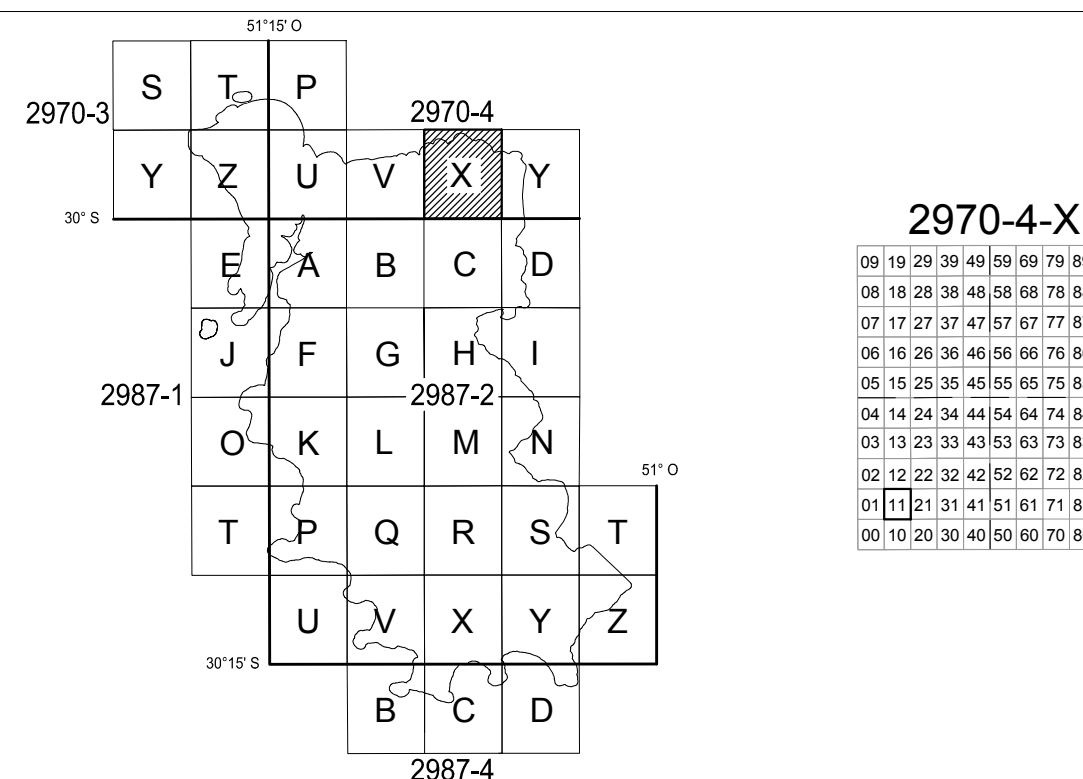 51°15' O
S T P
2970-3 2970-4
Y Z U V X Y
30° S
E A B C D
J F G H I
2987-1 2987-2
O K L M N
51° O
T P Q R S T
U V X Y Z
30°15' S
B C D
2987-4
2970-4-X
09 19 29 39 49 59 69 79
08 18 28 38 48 58 68 78
07 17 27 37 47 57 67 77
06 16 26 36 46 56 66 76
05 15 25 35 45 55 65 75
04 14 24 34 44 54 64 74
03 13 23 33 43 53 63 73
02 12 22 32 42 52 62 72
01 11 21 31 41 51 61 71
00 10 20 30 40 50 60 70